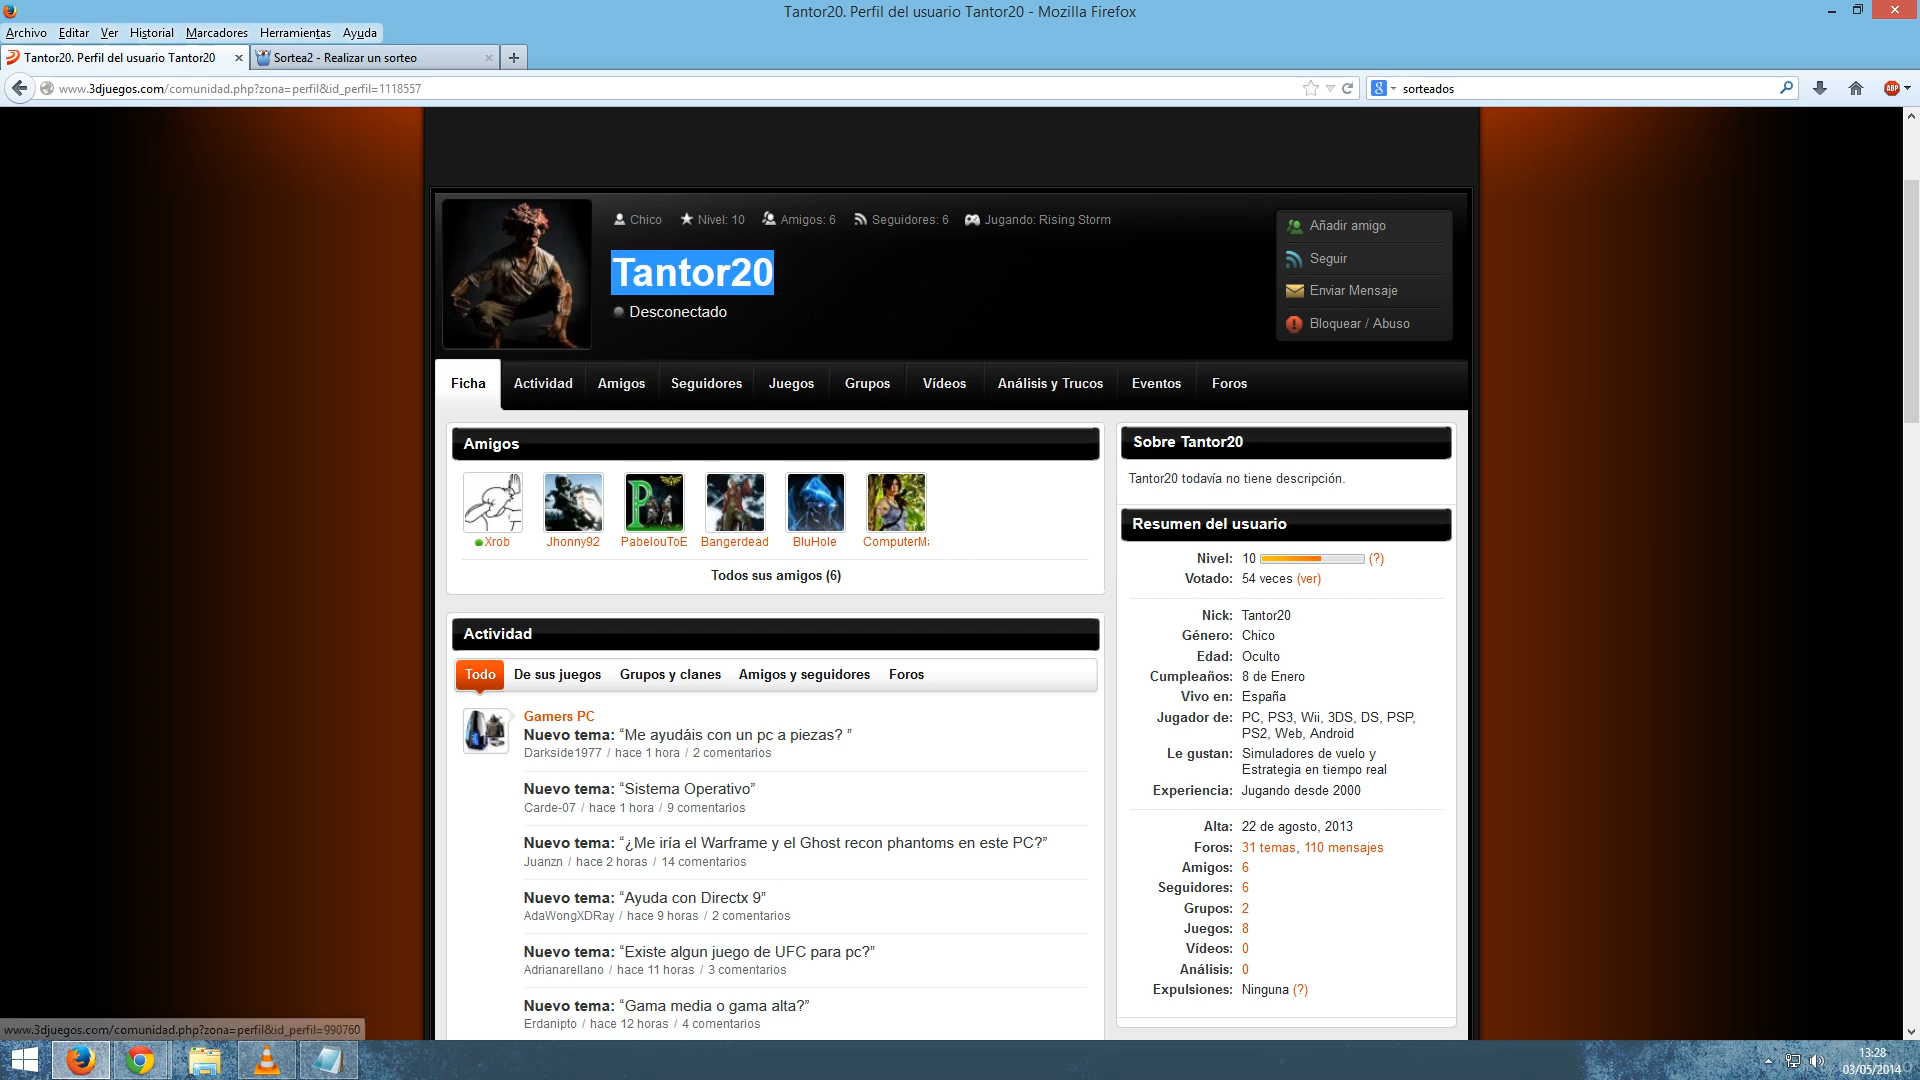 Tantor20. Perfil del usuario Tantor20 - Mozilla Firefox
Archivo Editar Ver Historial Marcadores Herramientas Ayuda
Tantor20. Perfil del usuario Tantor20 × Sortea2 - Realizar un sorteo × +
www.3djuegos.com/comunidad.php?zona=perfil&id_perfil=1118557
sorteados
ABP
Chico Nivel: 10 Amigos: 6 Seguidores: 6 Jugando: Rising Storm
Tantor20
Desconectado
Añadir amigo
Seguir
Enviar Mensaje
Bloquear / Abuso
Ficha Actividad Amigos Seguidores Juegos Grupos Vídeos Análisis y Trucos Eventos Foros
Amigos
Xrob Jhonny92 PabelouToE Bangerdead BluHole ComputerMa
Todos sus amigos (6)
Actividad
Todo De sus juegos Grupos y clanes Amigos y seguidores Foros
Gamers PC
Nuevo tema: “Me ayudáis con un pc a piezas? ”
Darkside1977 / hace 1 hora / 2 comentarios
Nuevo tema: “Sistema Operativo”
Carde-07 / hace 1 hora / 9 comentarios
Nuevo tema: “¿Me iría el Warframe y el Ghost recon phantoms en este PC?”
Juanzn / hace 2 horas / 14 comentarios
Nuevo tema: “Ayuda con Directx 9”
AdaWongXDRay / hace 9 horas / 2 comentarios
Nuevo tema: “Existe algun juego de UFC para pc?”
Adrianarellano / hace 11 horas / 3 comentarios
Nuevo tema: “Gama media o gama alta?”
Erdanipto / hace 12 horas / 4 comentarios
Sobre Tantor20
Tantor20 todavía no tiene descripción.
Resumen del usuario
Nivel: 10 (?)
Votado: 54 veces (ver)
Nick: Tantor20
Género: Chico
Edad: Oculto
Cumpleaños: 8 de Enero
Vivo en: España
Jugador de: PC, PS3, Wii, 3DS, DS, PSP,
PS2, Web, Android
Le gustan: Simuladores de vuelo y
Estrategia en tiempo real
Experiencia: Jugando desde 2000
Alta: 22 de agosto, 2013
Foros: 31 temas, 110 mensajes
Amigos: 6
Seguidores: 6
Grupos: 2
Juegos: 8
Vídeos: 0
Análisis: 0
Expulsiones: Ninguna (?)
www.3djuegos.com/comunidad.php?zona=perfil&id_perfil=990760
13:28
03/05/2014